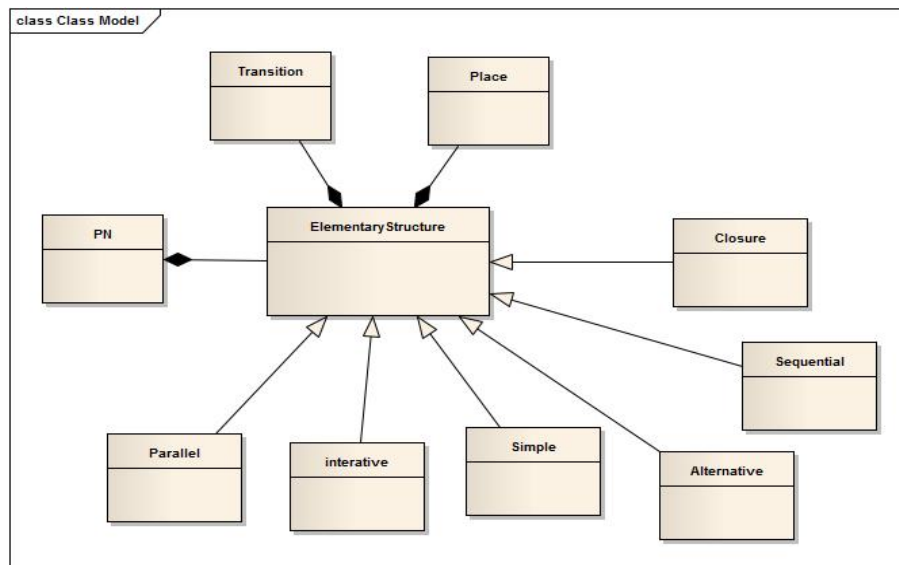 class Class Model
Transition
Place
PN
ElementaryStructure
Closure
Sequential
Parallel
interative
Simple
Alternative